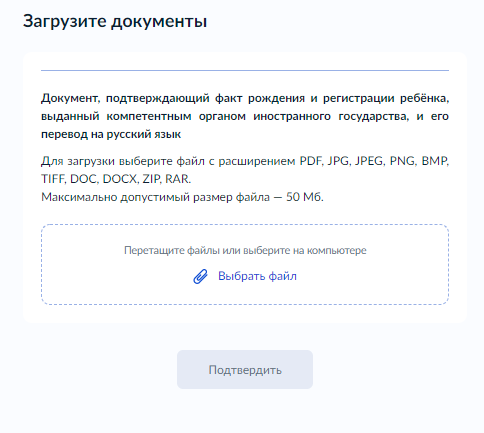 Загрузите документы
Документ, подтверждающий факт рождения и регистрации ребёнка,
выданный компетентным органом иностранного государства, и его
перевод на русский язык
Для загрузки выберите файл с расширением PDF, JPG, JPEG, PNG, BMP,
TIFF, DOC, DOCX, ZIP, RAR.
Максимально допустимый размер файла — 50 Мб.
Перетащите файлы или выберите на компьютере
Выбрать файл
Подтвердить